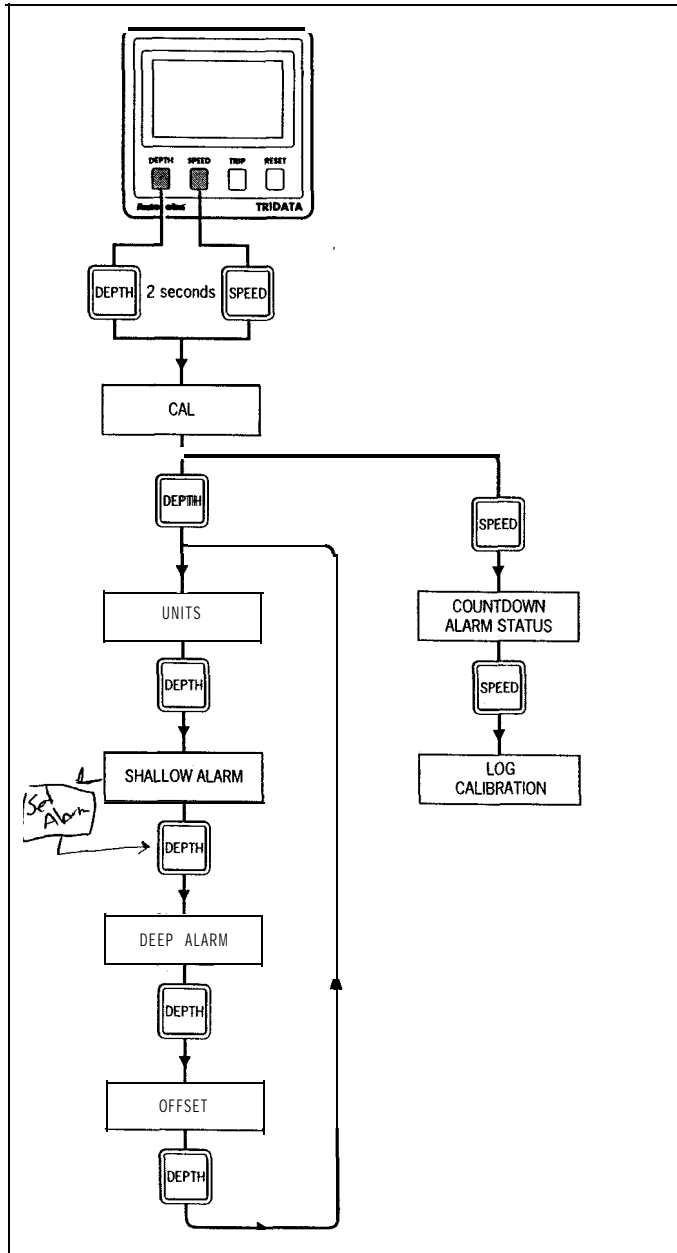 DEPTH SPEED TRIP RESET
TRIDATA
DEPTH 2 seconds SPEED
CAL
DEPTH
SPEED
UNITS
COUNTDOWN
ALARM STATUS
DEPTH
SPEED
SHALLOW ALARM
LOG
CALIBRATION
Set
Alarm
DEPTH
DEEP ALARM
DEPTH
OFFSET
DEPTH